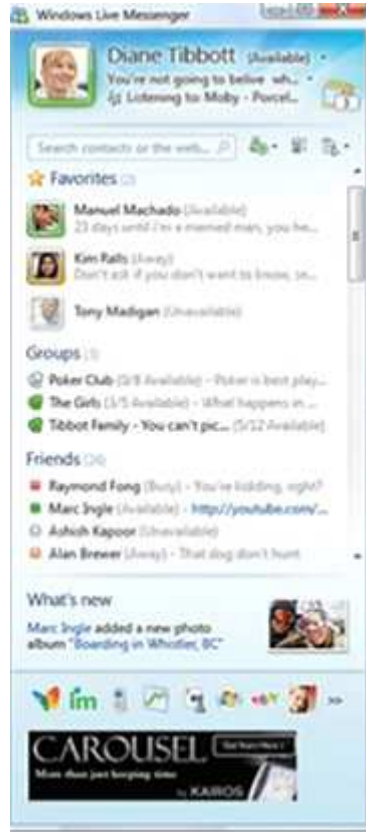 Windows Live Messenger
Diane Tibbott (Available)
You're not going to belive wh...
Listening to: Moby - Porcel...
Search contacts or the web...
Favorites
Manuel Machado (Available)
23 days until i'm a married man, you he...
Kim Ralls (Away)
Don't ask if you don't want to know, se...
Tony Madigan (Unavailable)
Groups
Poker Club (5/8 Available) - Poker is best play...
The Girls (3/5 Available) - What happens in ...
Tibbot Family - You can't pic... (5/12 Available)
Friends
Raymond Fong (Busy) - You're kidding, right?
Marc Ingle (Available) - http://youtube.com/...
Ashish Kapoor (Unavailable)
Alan Brewer (Away) - That dog don't hunt
What's new
Marc Ingle added a new photo
album "Boarding in Whistler, BC"
im
CAROUSEL
More than just keeping time
by KAIROS